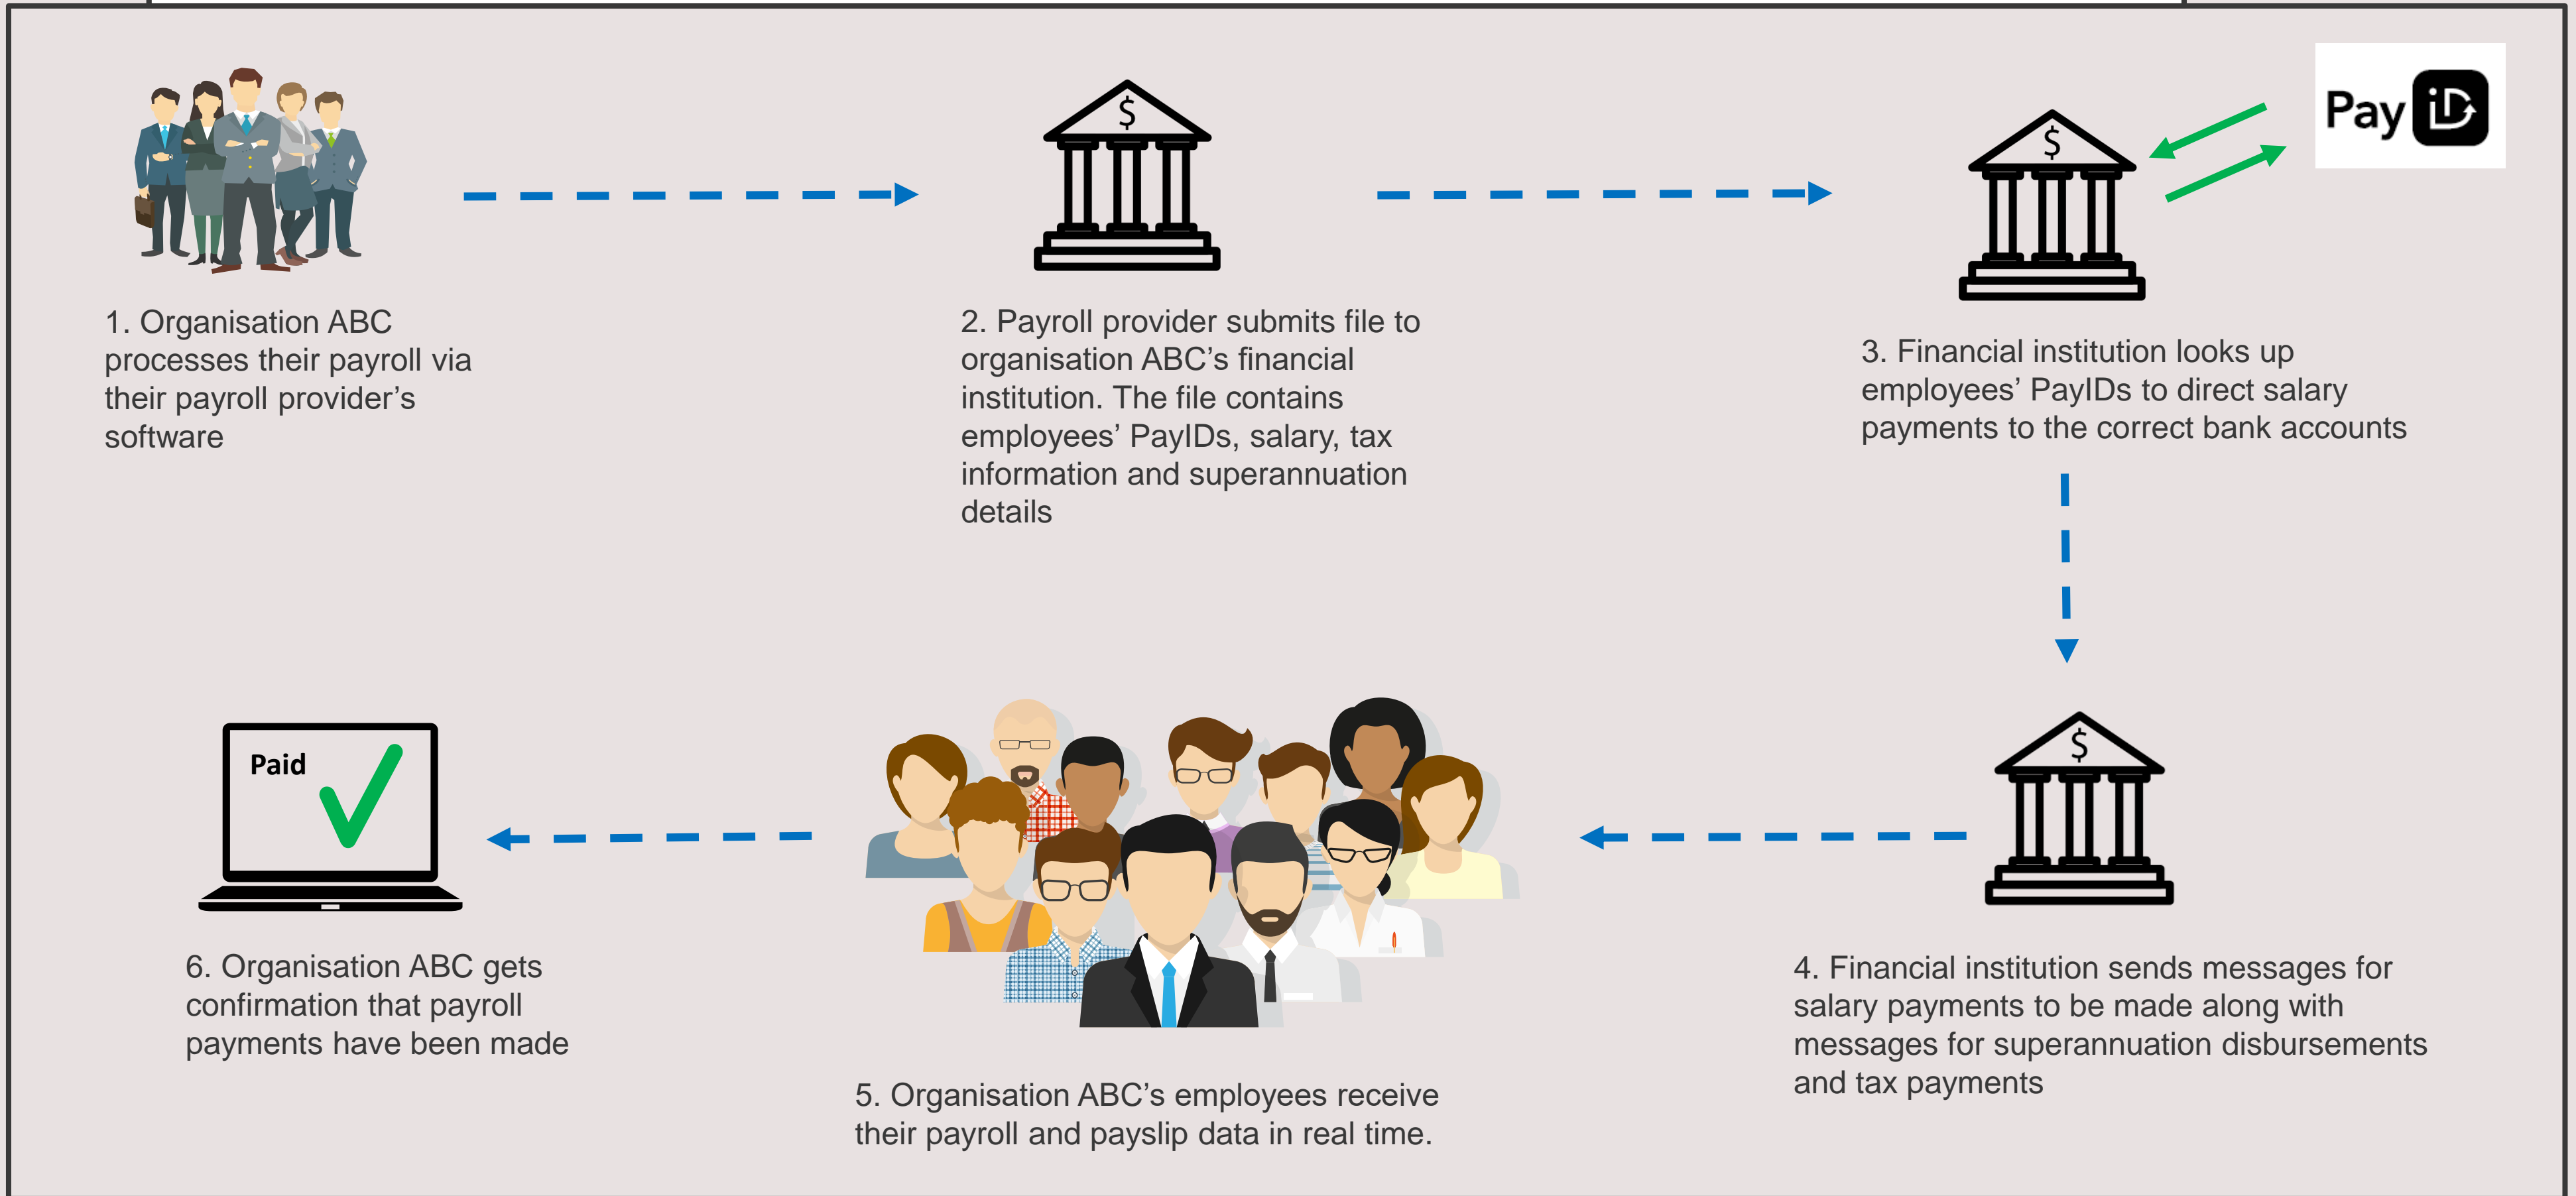 $
$
Pay iD
1. Organisation ABC
processes their payroll via
their payroll provider's
software
2. Payroll provider submits file to
organisation ABC's financial
institution. The file contains
employees' PayIDs, salary, tax
information and superannuation
details
3. Financial institution looks up
employees' PayIDs to direct salary
payments to the correct bank accounts
$
4. Financial institution sends messages for
salary payments to be made along with
messages for superannuation disbursements
and tax payments
5. Organisation ABC's employees receive
their payroll and payslip data in real time.
Paid
6. Organisation ABC gets
confirmation that payroll
payments have been made